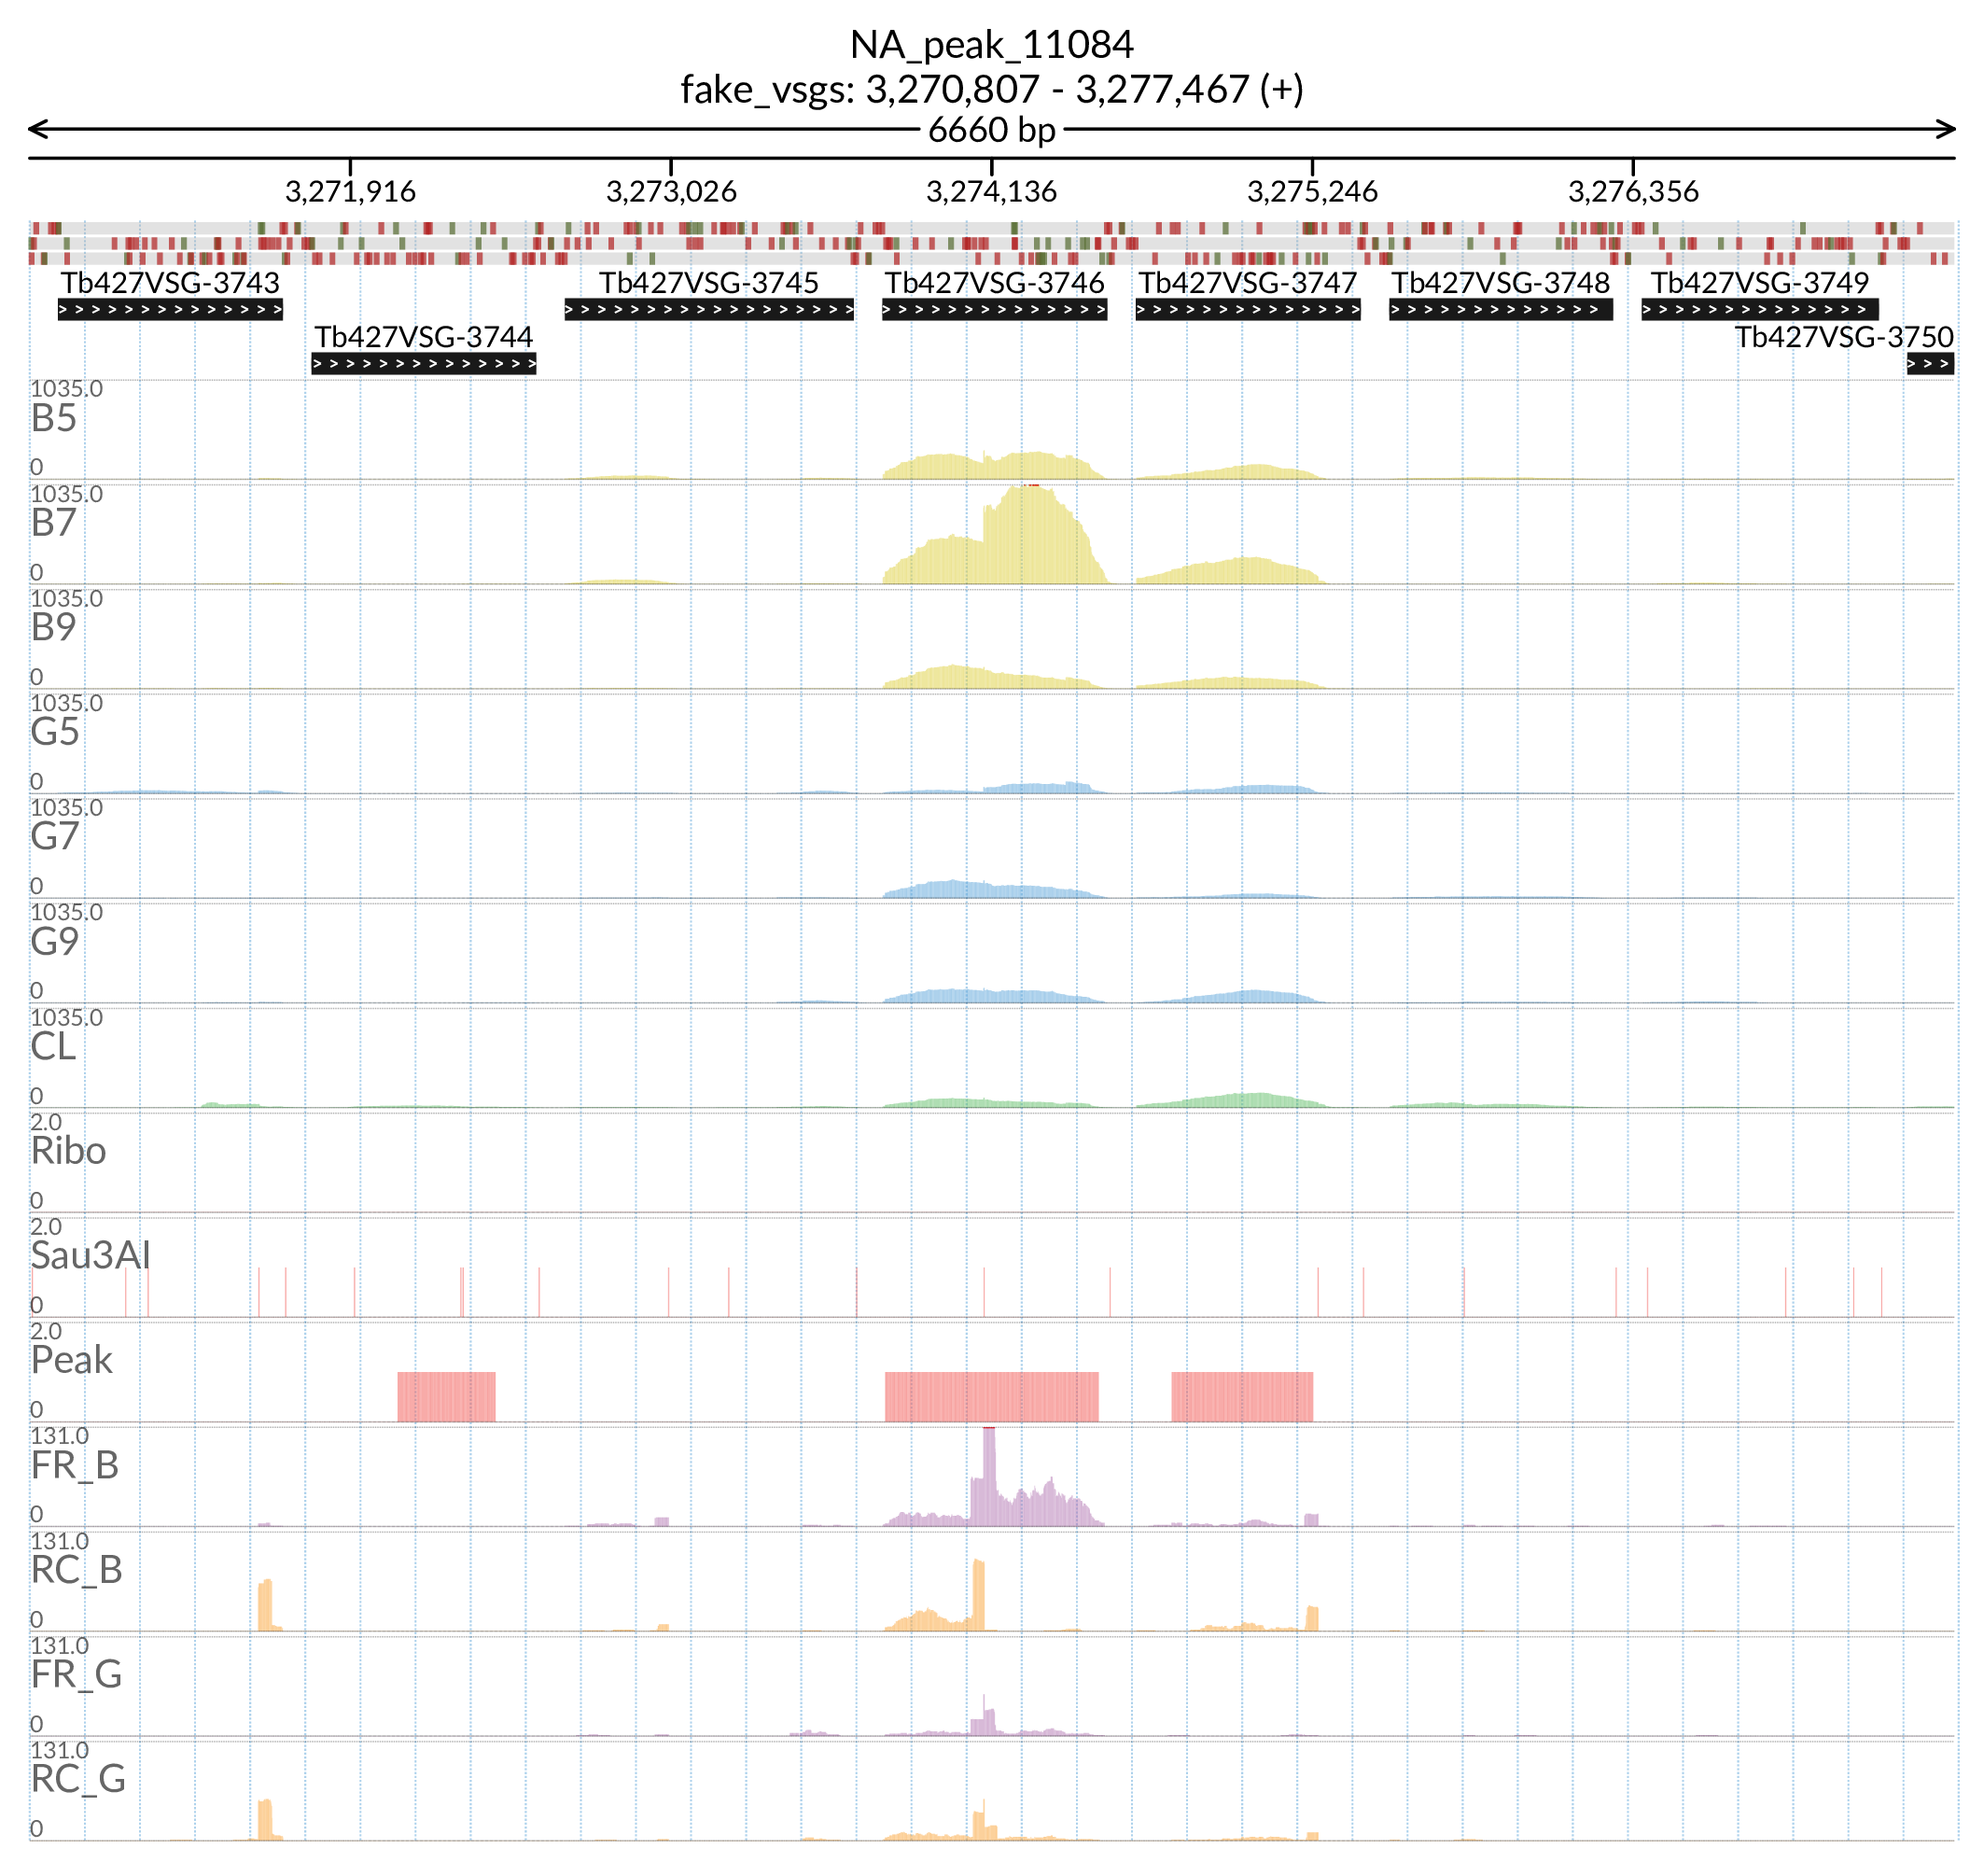 NA_peak_11084
fake_vsgs: 3,270,807 - 3,277,467 (+)
6660 bp
3,271,916 3,273,026 3,274,136 3,275,246 3,276,356
Tb427VSG-3743 Tb427VSG-3745 Tb427VSG-3746 Tb427VSG-3747 Tb427VSG-3748 Tb427VSG-3749
Tb427VSG-3744 Tb427VSG-3750
1035.0
B5
0
1035.0
B7
0
1035.0
B9
0
1035.0
G5
0
1035.0
G7
0
1035.0
G9
0
1035.0
CL
0
2.0
Ribo
0
2.0
Sau3AI
0
2.0
Peak
0
131.0
FR_B
0
131.0
RC_B
0
131.0
FR_G
0
131.0
RC_G
0